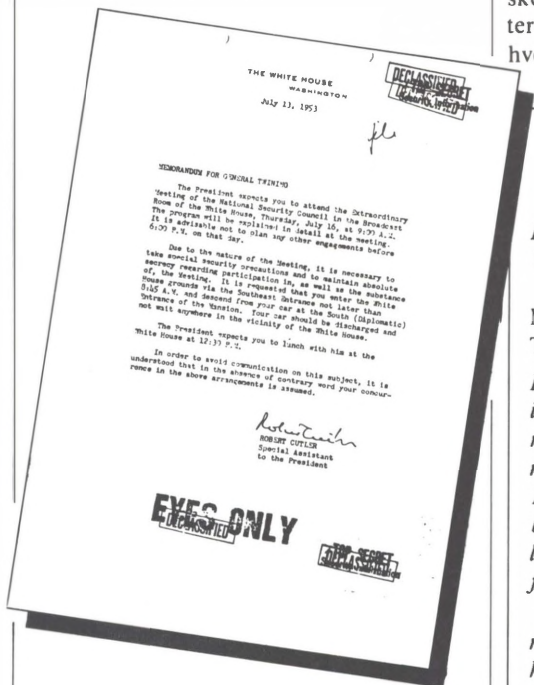 THE WHITE HOUSE
WASHINGTON
July 13, 1953
DECLASSIFIED
MEMORANDUM FOR GENERAL TWINING
The President expects you to attend the Extraordinary
Meeting of the National Security Council in the Broadcast
Room of the White House, Thursday, July 16, at 9:00 A.M.
The program will be explained in detail at the meeting.
It is advisable not to plan any other engagements before
6:00 P.M. on that day.
Due to the nature of the Meeting, it is necessary to
take special security precautions and to maintain absolute
secrecy regarding participation in, as well as the substance
of, the Meeting. It is requested that you enter the White
House grounds via the Southeast Entrance not later than
8:45 A.M. and descend from your car at the South (Diplomatic)
Entrance of the Mansion. Your car should be discharged and
not wait anywhere in the vicinity of the White House.
The President expects you to lunch with him at the
White House at 12:30 P.M.
In order to avoid communication on this subject, it is
understood that in the absence of contrary word your concur-
rence in the above arrangements is assumed.
ROBERT CUTLER
Special Assistant
to the President
EYES ONLY
DECLASSIFIED
TOP SECRET